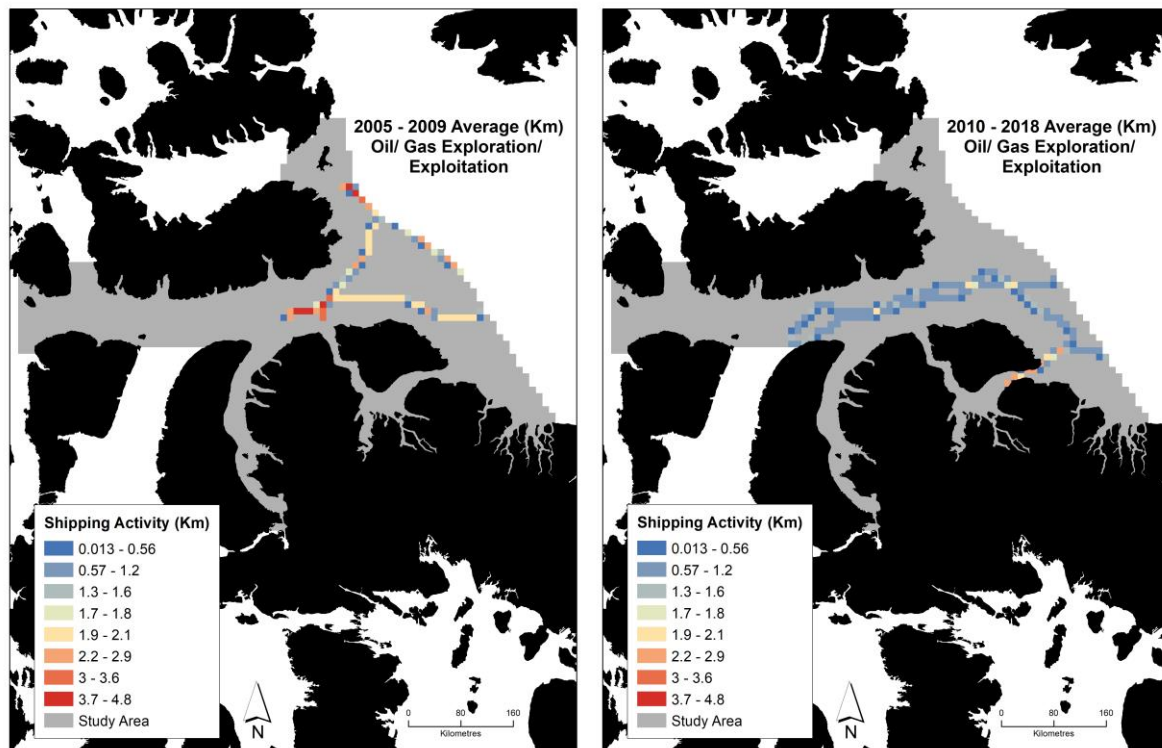 2005 - 2009 Average (Km)
Oil/ Gas Exploration/
Exploitation
Shipping Activity (Km)
0.013 - 0.56
0.57 - 1.2
1.3 - 1.6
1.7 - 1.8
1.9 - 2.1
2.2 - 2.9
3 - 3.6
3.7 - 4.8
Study Area
N
0 80 160
Kilometres
2010 - 2018 Average (Km)
Oil/ Gas Exploration/
Exploitation
Shipping Activity (Km)
0.013 - 0.56
0.57 - 1.2
1.3 - 1.6
1.7 - 1.8
1.9 - 2.1
2.2 - 2.9
3 - 3.6
3.7 - 4.8
Study Area
N
0 80 160
Kilometres